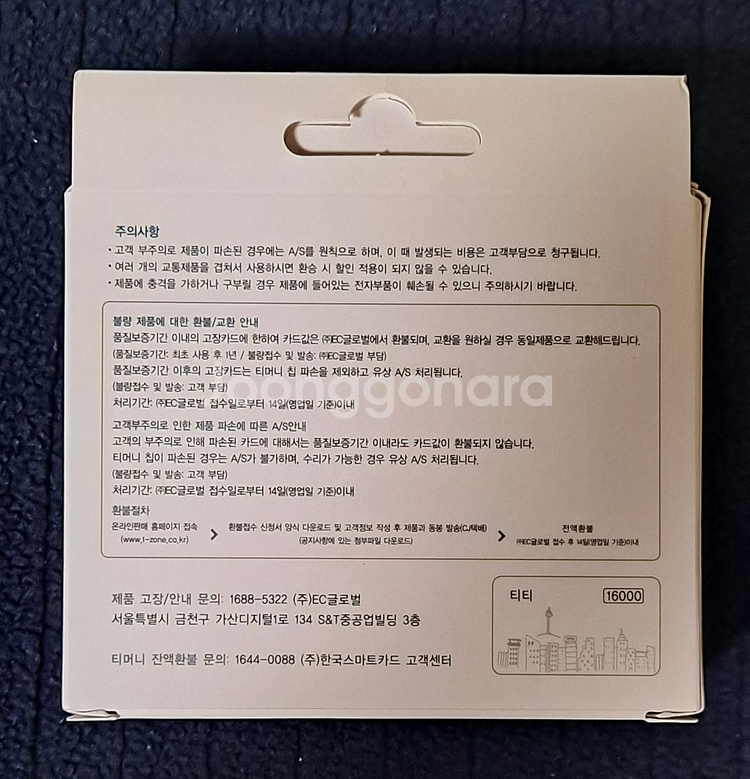 주의사항
• 고객 부주의로 제품이 파손된 경우에는 A/S를 원칙으로 하며, 이 때 발생되는 비용은 고객부담으로 청구됩니다.
• 여러 개의 교통제품을 겹쳐서 사용하시면 환승 시 할인 적용이 되지 않을 수 있습니다.
• 제품에 충격을 가하거나 구부릴 경우 제품에 들어있는 전자부품이 훼손될 수 있으니 주의하시기 바랍니다.
불량 제품에 대한 환불/교환 안내
품질보증기간 이내의 고장카드에 한하여 카드값은 ㈜EC글로벌에서 환불되며, 교환을 원하실 경우 동일제품으로 교환해드립니다.
(품질보증기간: 최초 사용 후 1년 / 불량접수 및 발송: ㈜EC글로벌 부담)
품질보증기간 이후의 고장카드는 티머니 칩 파손을 제외하고 유상 A/S 처리됩니다.
(불량접수 및 발송: 고객 부담)
joonggonara
처리기간: ㈜EC글로벌 접수일로부터 14일(영업일 기준)이내
고객부주의로 인한 제품 파손에 따른 A/S안내
고객의 부주의로 인해 파손된 카드에 대해서는 품질보증기간 이내라도 카드값이 환불되지 않습니다.
티머니 칩이 파손된 경우는 A/S가 불가하며, 수리가 가능한 경우 유상 A/S 처리됩니다.
(불량접수 및 발송: 고객 부담)
처리기간: ㈜EC글로벌 접수일로부터 14일(영업일 기준)이내
환불절차
온라인판매 홈페이지 접속
(www.t-zone.co.kr)
환불접수 신청서 양식 다운로드 및 고객정보 작성 후 제품과 동봉 발송(CJ택배)
(공지사항에 있는 첨부파일 다운로드)
전액환불
㈜EC글로벌 접수 후 14일(영업일 기준)이내
제품 고장/안내 문의: 1688-5322 (주)EC글로벌
서울특별시 금천구 가산디지털1로 134 S&T중공업빌딩 3층
티머니 잔액환불 문의: 1644-0088 (주)한국스마트카드 고객센터
티티
16000